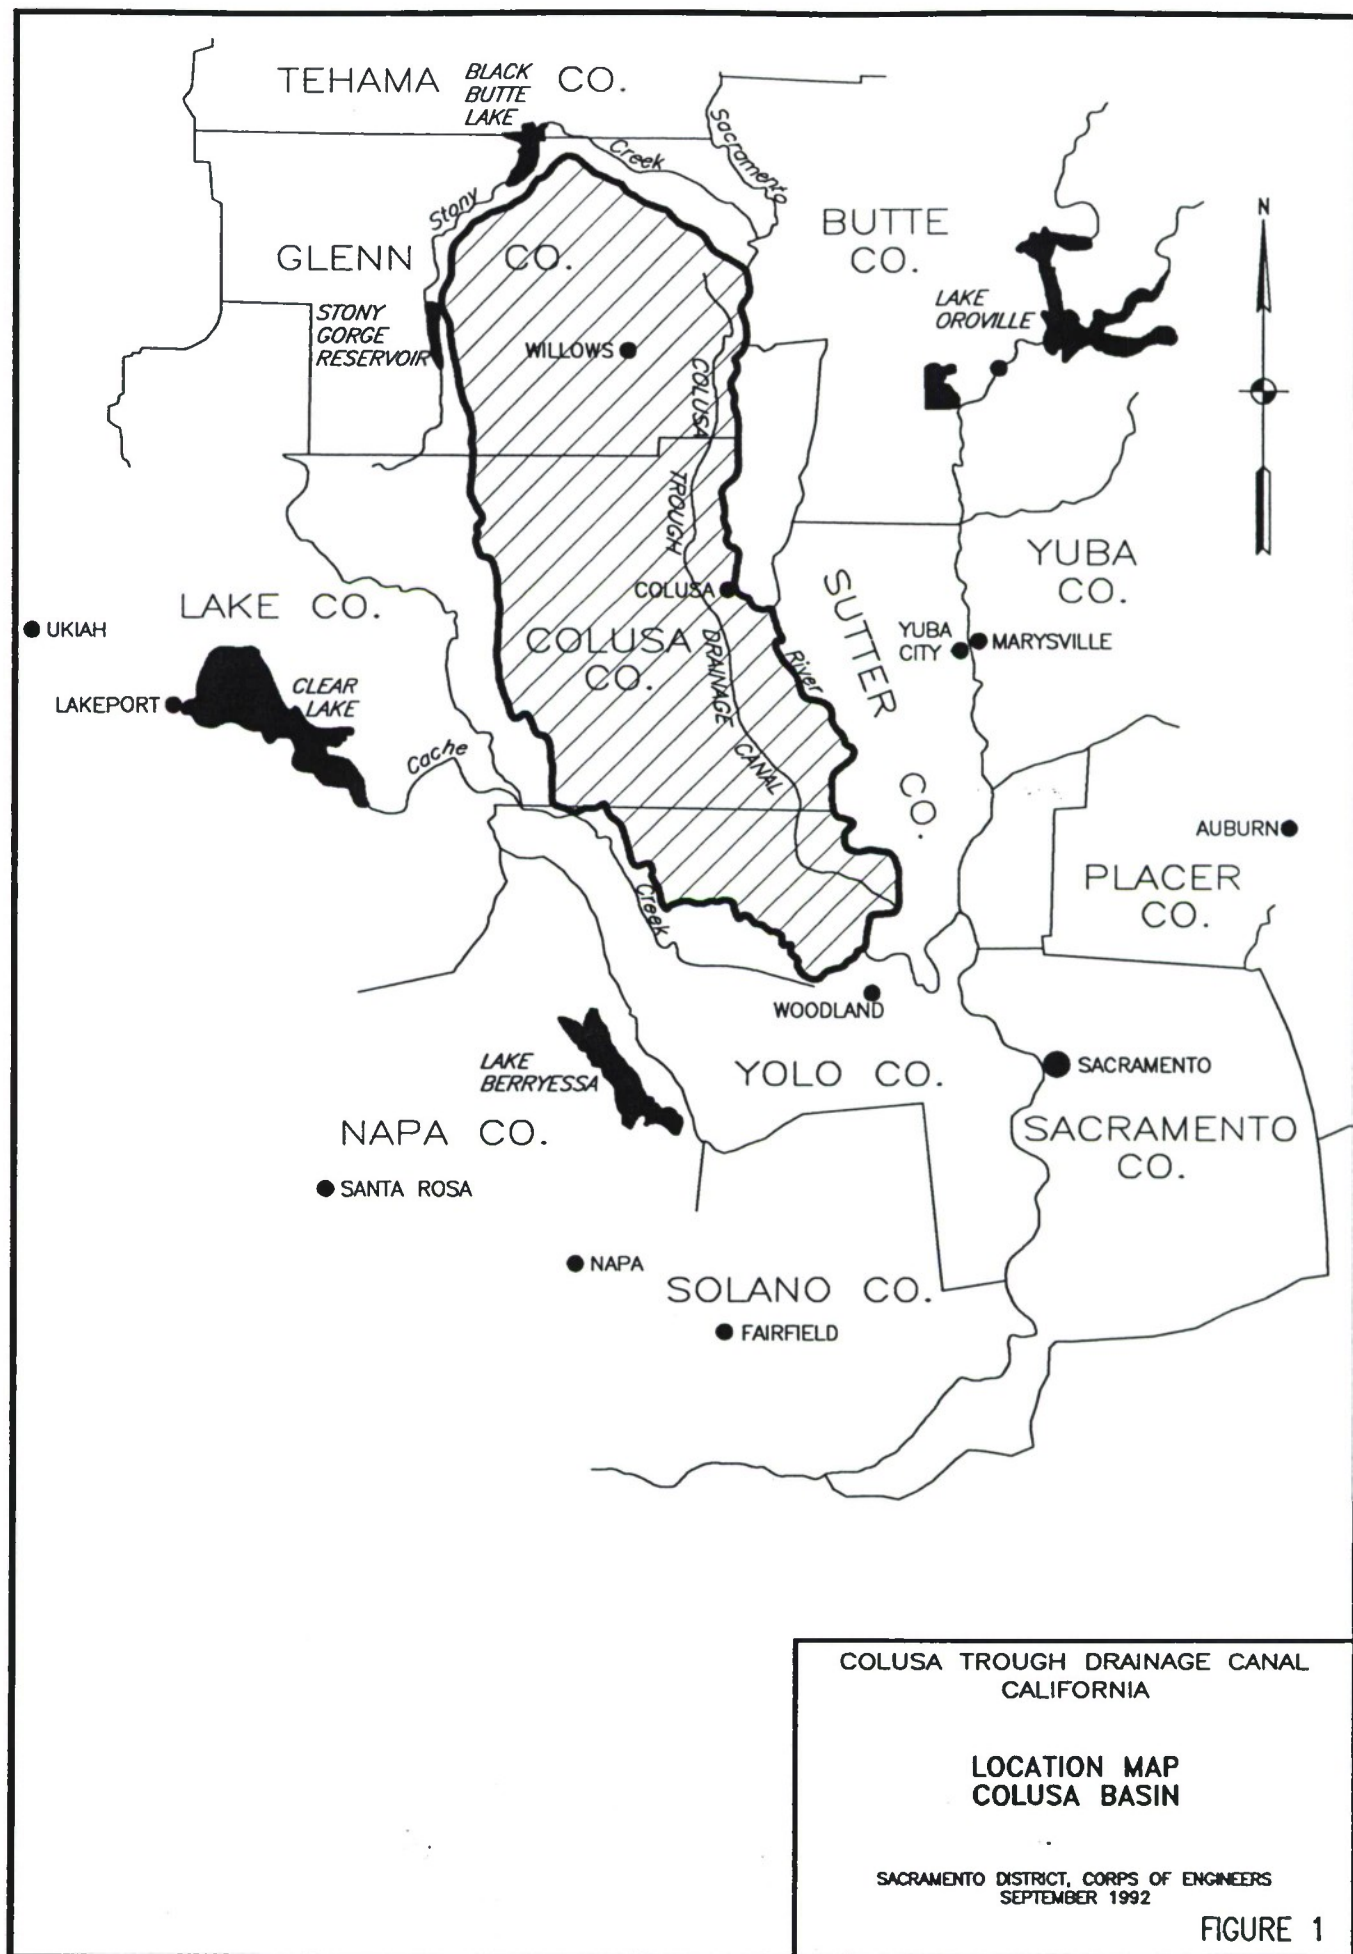 TEHAMA CO.
BLACK
BUTTE
LAKE
Sacramento
Creek
Stony
BUTTE
CO.
N
GLENN CO.
STONY
GORGE
RESERVOIR
LAKE
OROVILLE
WILLOWS
COLUSA
TROUGH
DRAINAGE
CANAL
YUBA
CO.
COLUSA
SUTTER
CO.
LAKE CO.
UKIAH
COLUSA
CO.
River
YUBA
CITY
MARYSVILLE
LAKEPORT
CLEAR
LAKE
Cache
Creek
AUBURN
PLACER
CO.
WOODLAND
LAKE
BERRYESSA
YOLO CO.
SACRAMENTO
NAPA CO.
SACRAMENTO
CO.
SANTA ROSA
NAPA
SOLANO CO.
FAIRFIELD
COLUSA TROUGH DRAINAGE CANAL
CALIFORNIA
LOCATION MAP
COLUSA BASIN
SACRAMENTO DISTRICT, CORPS OF ENGINEERS
SEPTEMBER 1992
FIGURE 1